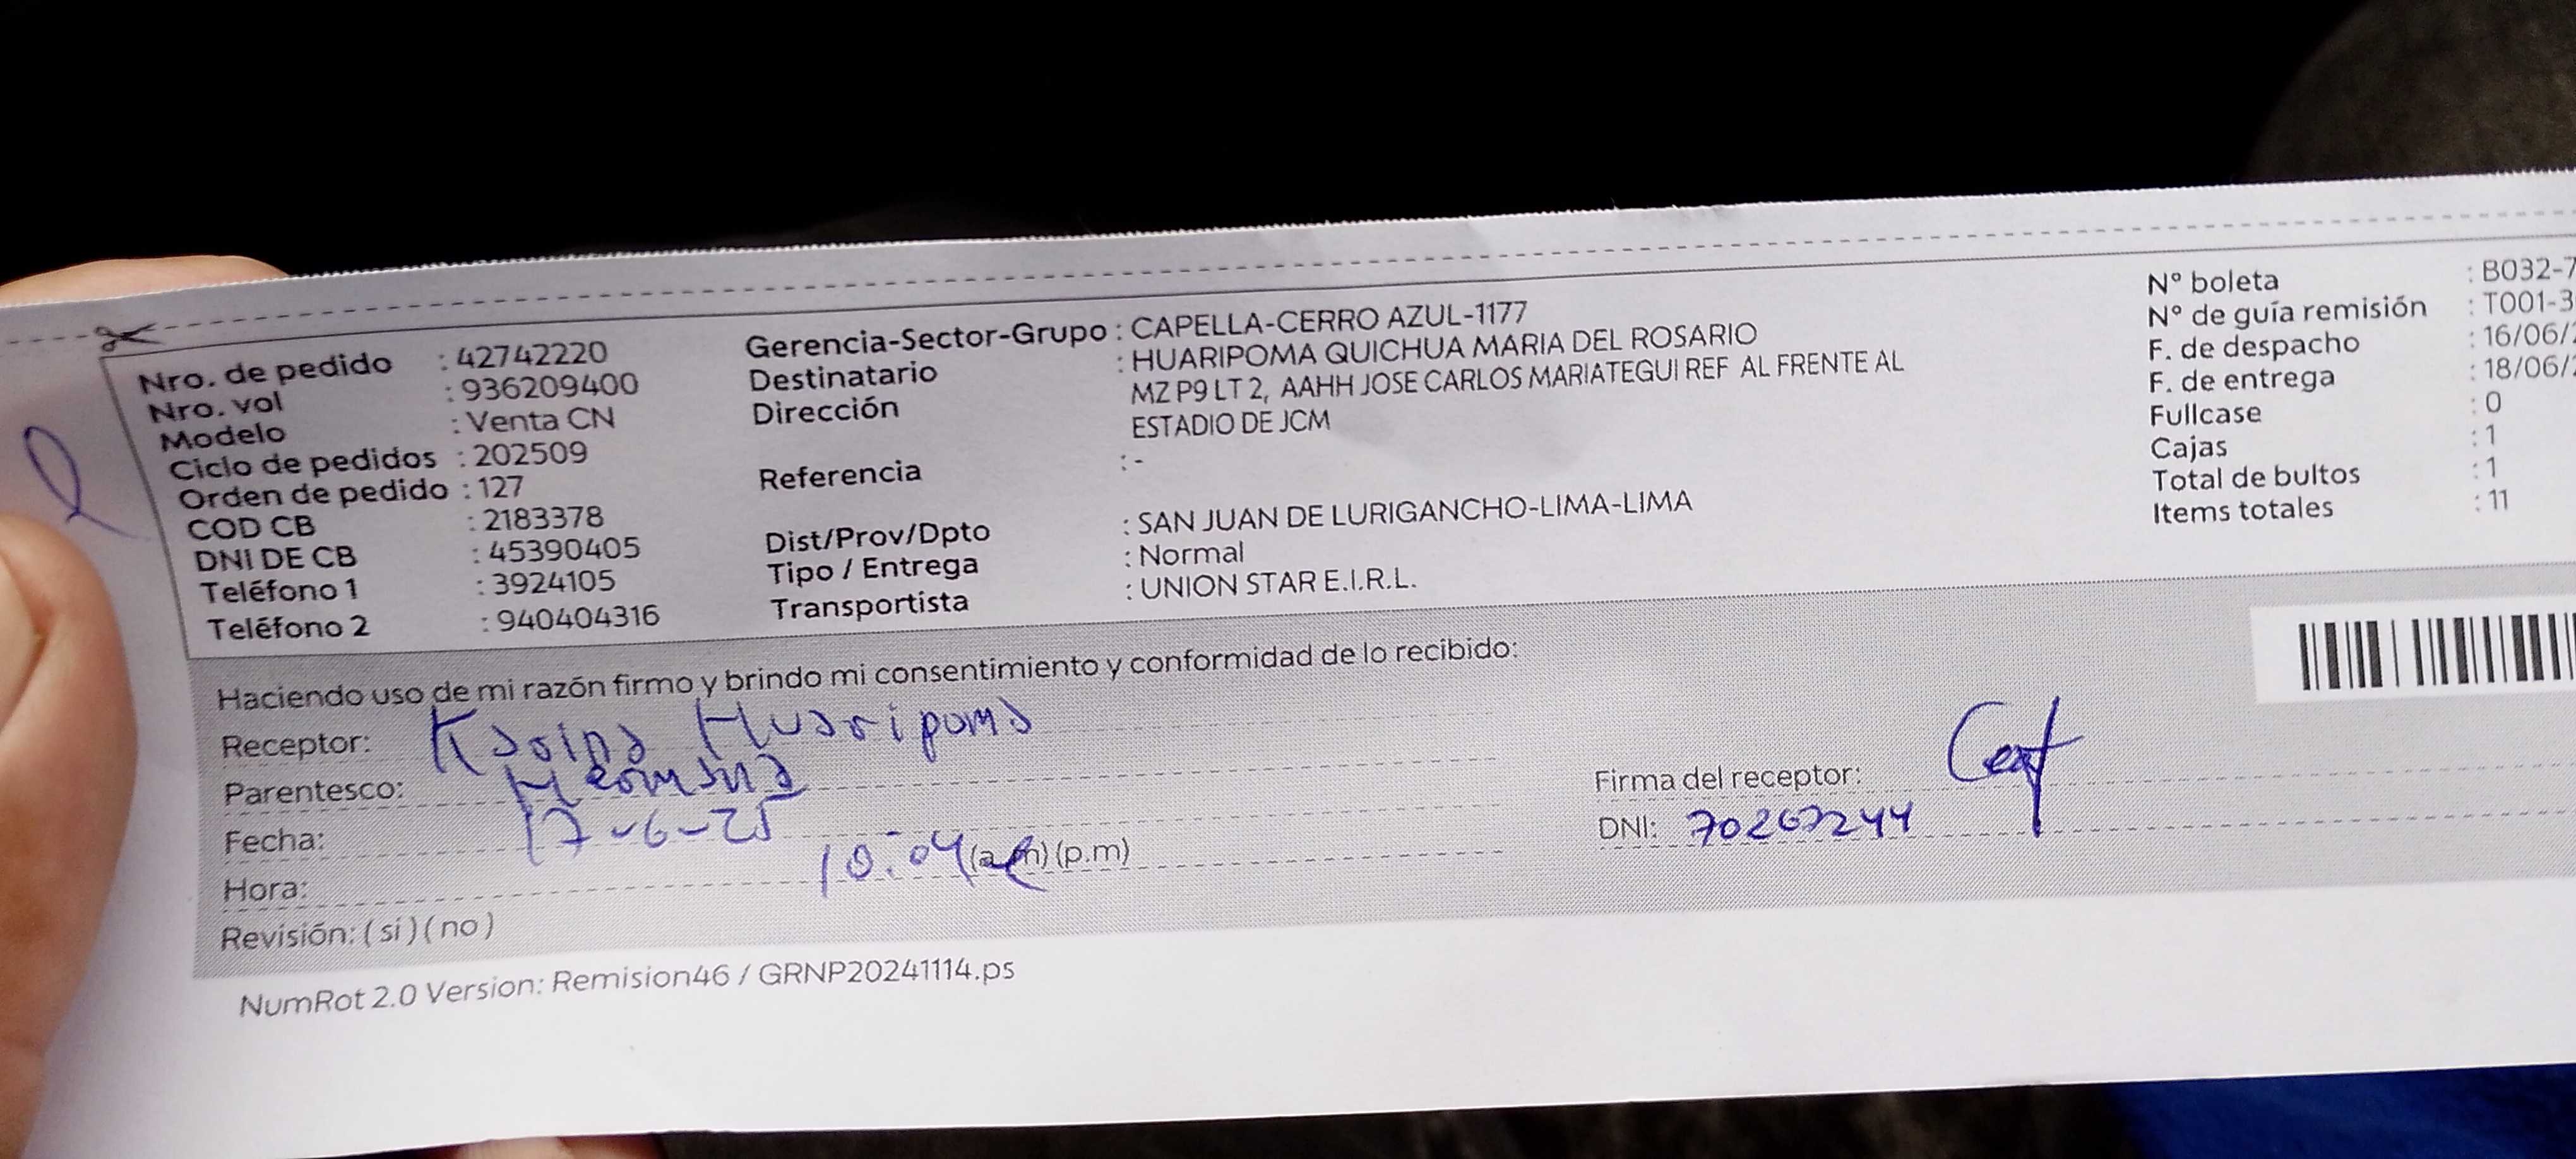 Nro. de pedido : 42742220
Nro. vol : 936209400
Modelo : Venta CN
Ciclo de pedidos : 202509
Orden de pedido : 127
COD CB : 2183378
DNI DE CB : 45390405
Teléfono 1 : 3924105
Teléfono 2 : 940404316
Gerencia-Sector-Grupo : CAPELLA-CERRO AZUL-1177
Destinatario : HUARIPOMA QUICHUA MARIA DEL ROSARIO
Dirección MZ P9 LT 2, AAHH JOSE CARLOS MARIATEGUI REF AL FRENTE AL
ESTADIO DE JCM
Referencia : -
Dist/Prov/Dpto : SAN JUAN DE LURIGANCHO-LIMA-LIMA
Tipo / Entrega : Normal
Transportista : UNION STAR E.I.R.L.
Nº boleta : B032-7
Nº de guía remisión : T001-3
F. de despacho : 16/06/
F. de entrega : 18/06/
Fullcase : 0
Cajas : 1
Total de bultos : 1
Items totales : 11
Haciendo uso de mi razón firmo y brindo mi consentimiento y conformidad de lo recibido:
Receptor: Karina Huaripoma
Parentesco: Hermana
Fecha: 17-6-25
Hora: 10:04 (a.m) (p.m)
Revisión: ( si ) ( no )
Firma del receptor:
DNI: 70267244
NumRot 2.0 Version: Remision46 / GRNP20241114.ps